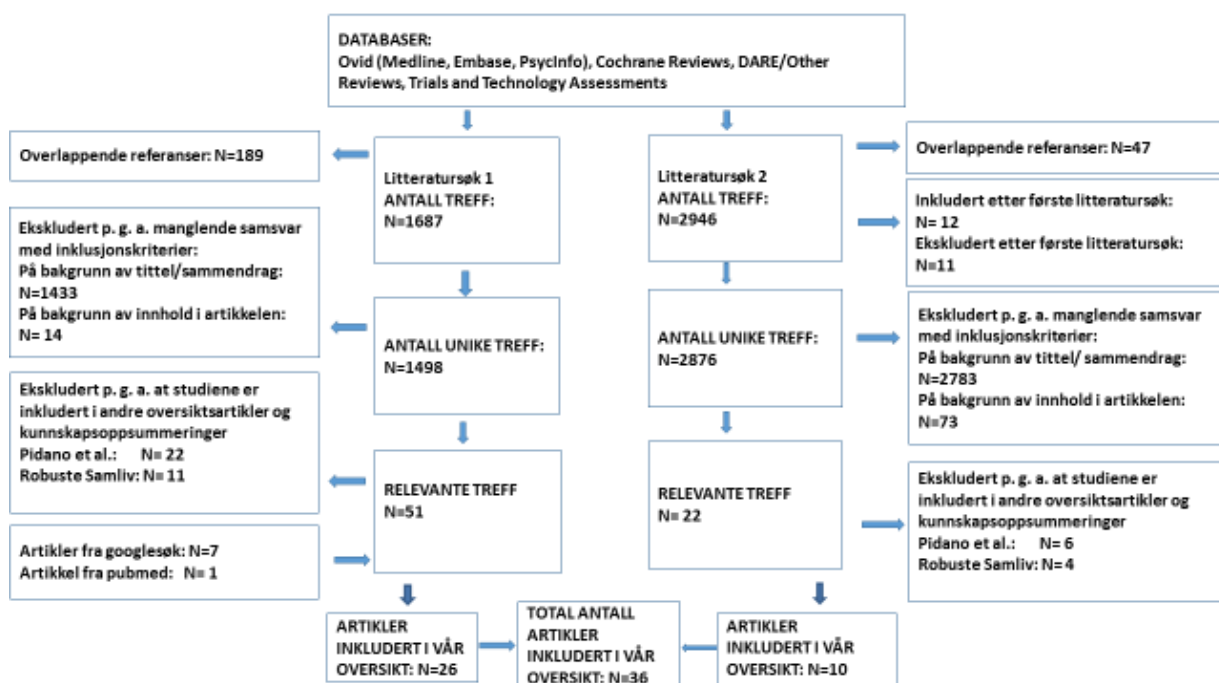 DATABASER:
Ovid (Medline, Embase, PsycInfo), Cochrane Reviews, DARE/Other
Reviews, Trials and Technology Assessments
Overlappende referanser: N=189
Litteratursøk 1
ANTALL TREFF:
N=1687
Litteratursøk 2
ANTALL TREFF:
N=2946
Overlappende referanser: N=47
Inkludert etter første litteratursøk:
N= 12
Ekskludert etter første litteratursøk:
N=11
Ekskludert p. g. a. manglende samsvar
med inklusjonskriterier:
På bakgrunn av tittel/sammendrag:
N=1433
På bakgrunn av innhold i artikkelen:
N= 14
ANTALL UNIKE TREFF:
N=1498
ANTALL UNIKE TREFF:
N=2876
Ekskludert p. g. a. manglende samsvar
med inklusjonskriterier:
På bakgrunn av tittel/ sammendrag:
N=2783
På bakgrunn av innhold i artikkelen:
N=73
Ekskludert p. g. a. at studiene er
inkludert i andre oversiktsartikler og
kunnskapsoppsummeringer
Pidano et al.: N= 22
Robuste Samliv: N= 11
RELEVANTE TREFF
N=51
RELEVANTE TREFF
N= 22
Ekskludert p. g. a. at studiene er
inkludert i andre oversiktsartikler og
kunnskapsoppsummeringer
Pidano et al.: N= 6
Robuste Samliv: N= 4
Artikler fra googlesøk: N=7
Artikkel fra pubmed: N= 1
ARTIKLER
INKLUDERT I VÅR
OVERSIKT: N=26
TOTAL ANTALL
ARTIKLER
INKLUDERT I VÅR
OVERSIKT: N=36
ARTIKLER
INKLUDERT I VÅR
OVERSIKT: N=10